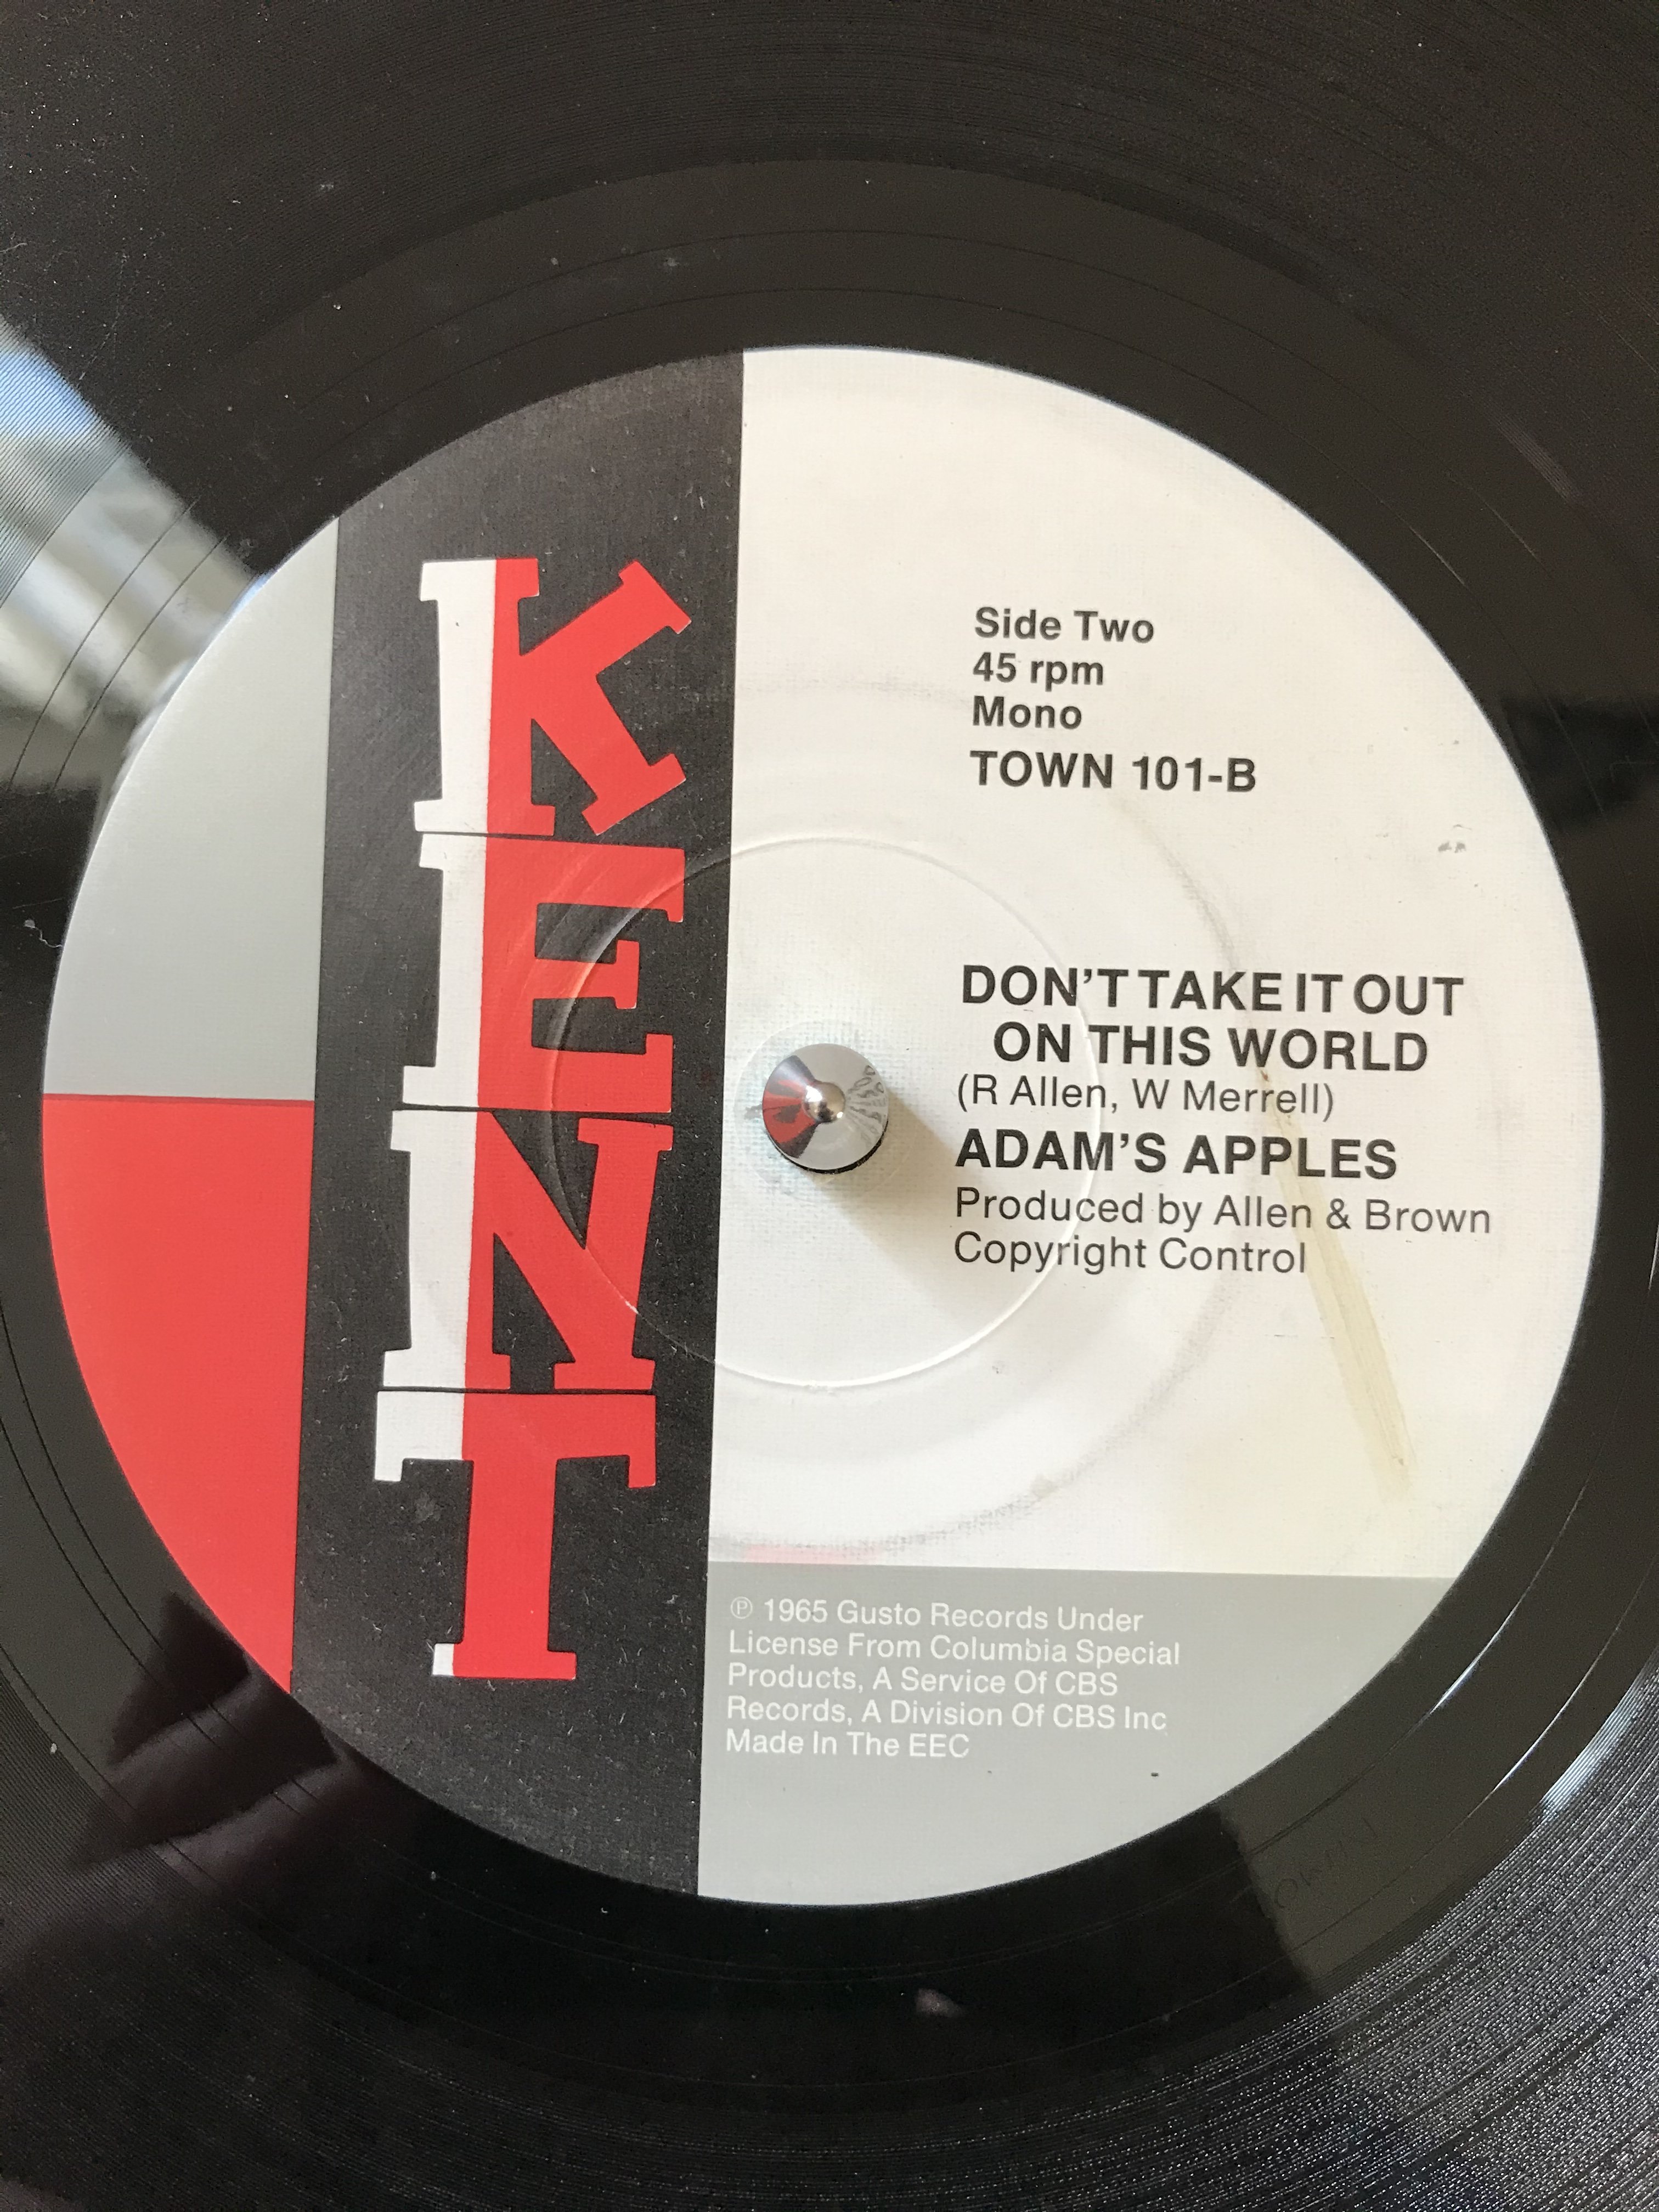 KENT
Side Two
45 rpm
Mono
TOWN 101-B
DON'T TAKE IT OUT
ON THIS WORLD
(R Allen, W Merrell)
ADAM'S APPLES
Produced by Allen & Brown
Copyright Control
℗ 1965 Gusto Records Under
License From Columbia Special
Products, A Service Of CBS
Records, A Division Of CBS Inc
Made In The EEC